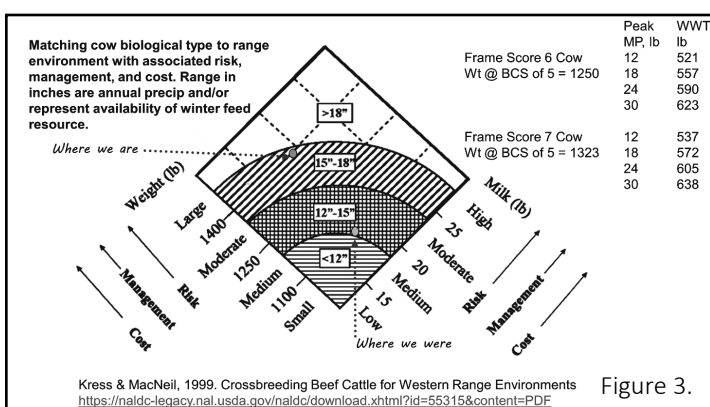 Matching cow biological type to range
environment with associated risk,
management, and cost. Range in
inches are annual precip and/or
represent availability of winter feed
resource.
Where we are
Peak WWT
MP, lb lb
Frame Score 6 Cow 12 521
Wt @ BCS of 5 = 1250 18 557
24 590
30 623
Frame Score 7 Cow 12 537
Wt @ BCS of 5 = 1323 18 572
24 605
30 638
>18"
15"-18"
12"-15"
<12"
Weight (lb)
Large
1400
Moderate
1250
Medium
1100
Small
Milk (lb)
High
25
Moderate
20
Medium
15
Low
Risk
Management
Cost
Risk
Management
Cost
Where we were
Kress & MacNeil, 1999. Crossbreeding Beef Cattle for Western Range Environments
https://naldc-legacy.nal.usda.gov/naldc/download.xhtml?id=55315&content=PDF
Figure 3.